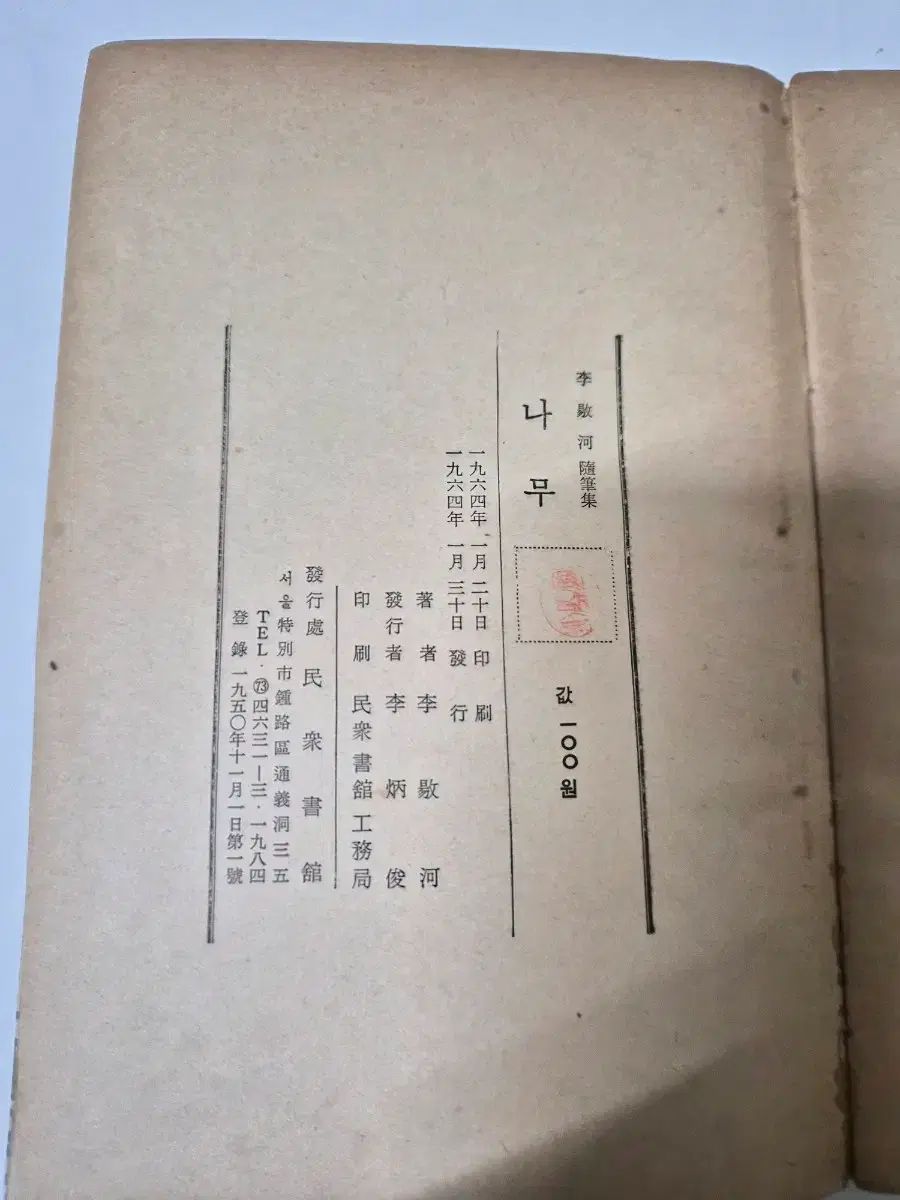 李敭河 隨筆集
나무
값 一〇〇원
一九六四年 一月 二十日 印刷
一九六四年 一月 三十日 發行
著者 李敭河
發行者 李炳俊
印刷 民衆書舘工務局
發行處 民衆書舘
서울特別市鍾路區通義洞三五
TEL·㉓四六三一—三·一九八四
登錄一九五〇年十一月一日第一號